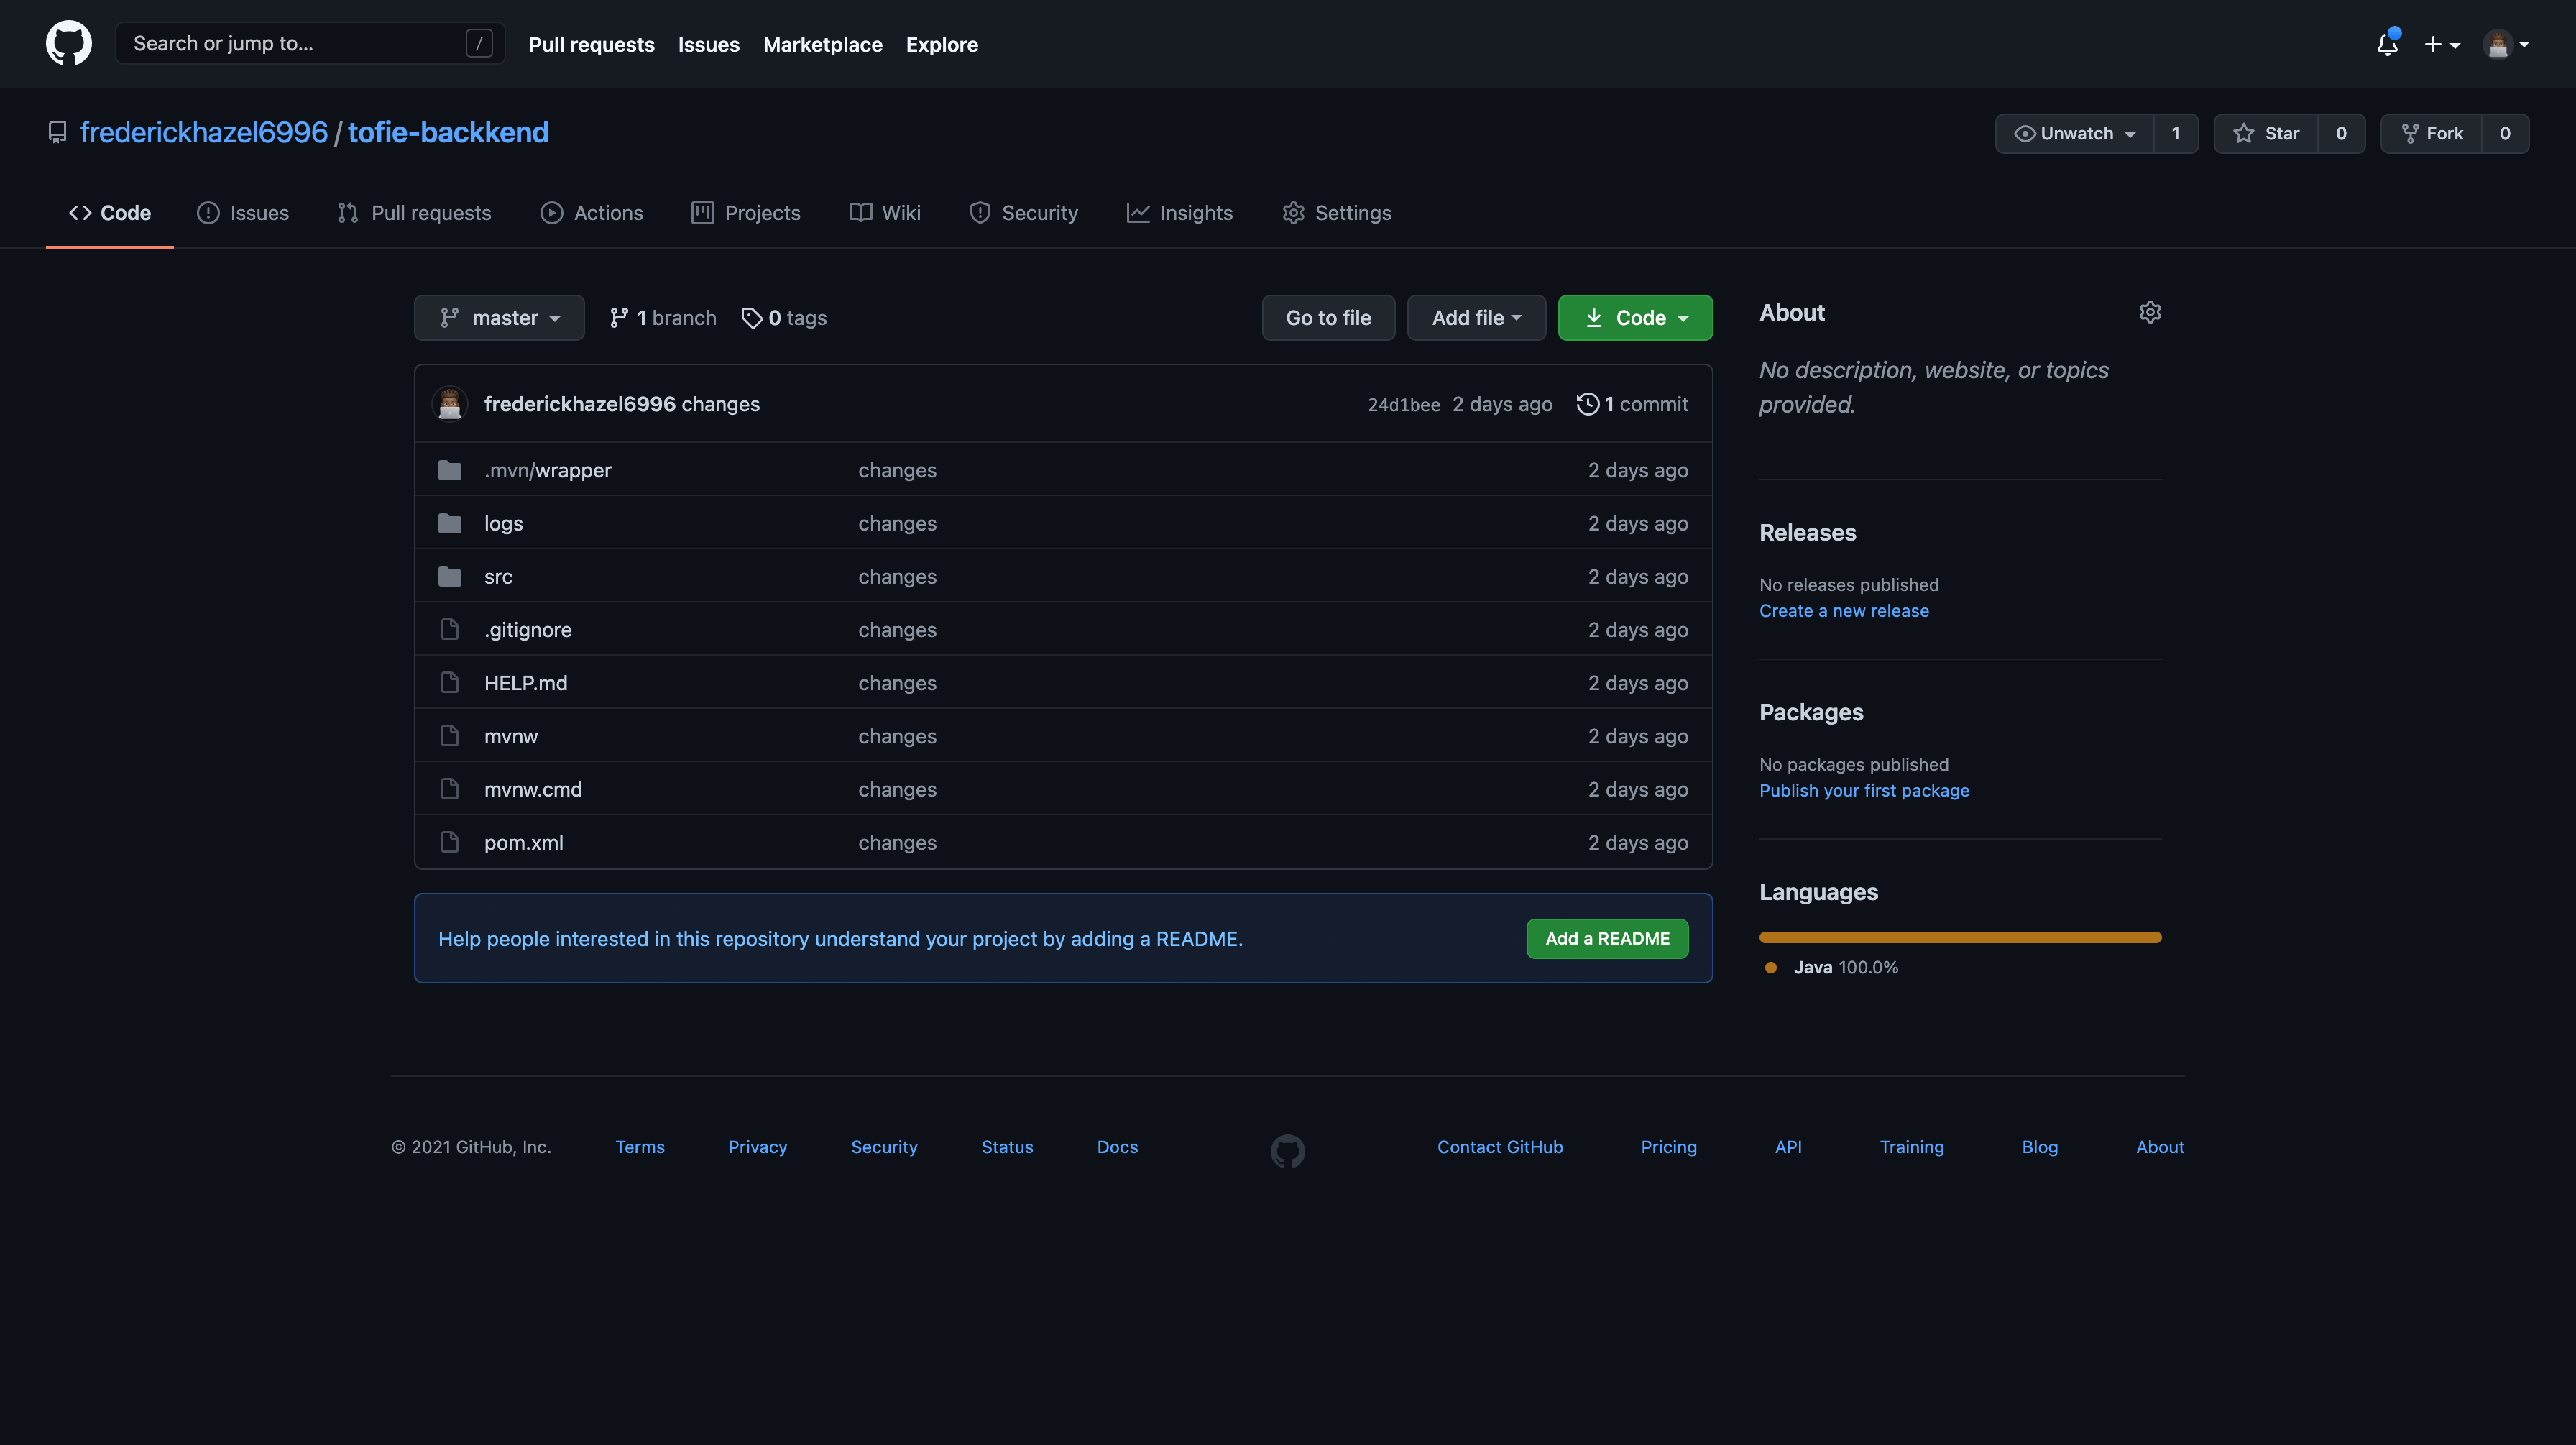 Search or jump to... /
Pull requests Issues Marketplace Explore
frederickhazel6996 / tofie-backkend
Unwatch 1 Star 0 Fork 0
Code Issues Pull requests Actions Projects Wiki Security Insights Settings
master 1 branch 0 tags Go to file Add file Code
frederickhazel6996 changes 24d1bee 2 days ago 1 commit
.mvn/wrapper changes 2 days ago
logs changes 2 days ago
src changes 2 days ago
.gitignore changes 2 days ago
HELP.md changes 2 days ago
mvnw changes 2 days ago
mvnw.cmd changes 2 days ago
pom.xml changes 2 days ago
Help people interested in this repository understand your project by adding a README. Add a README
About
No description, website, or topics
provided.
Releases
No releases published
Create a new release
Packages
No packages published
Publish your first package
Languages
Java 100.0%
© 2021 GitHub, Inc. Terms Privacy Security Status Docs Contact GitHub Pricing API Training Blog About